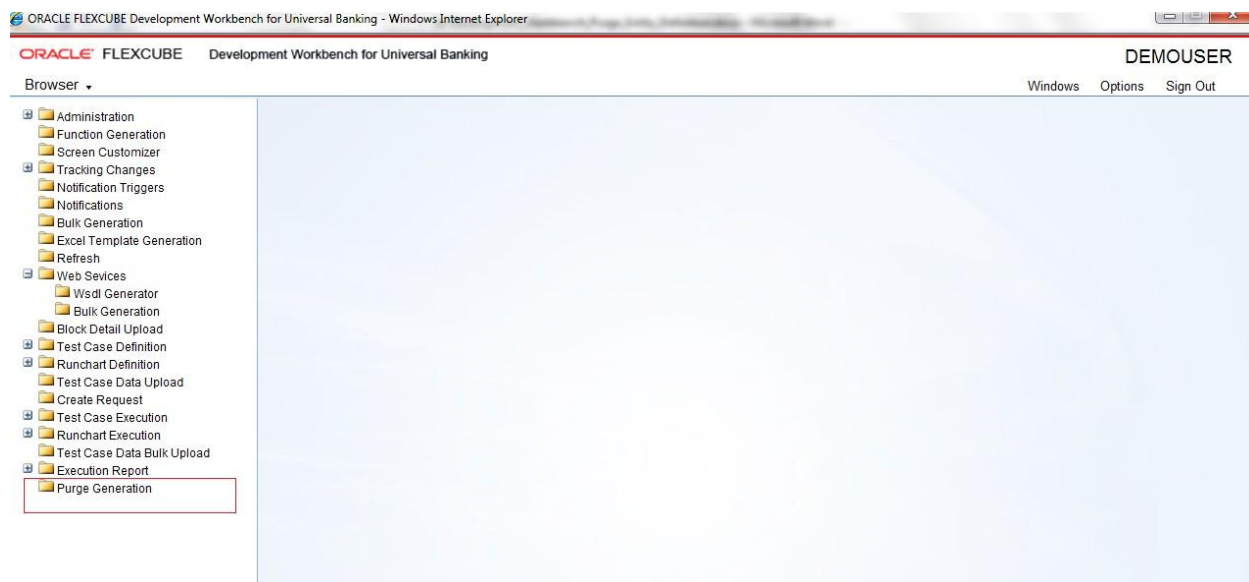 ORACLE FLEXCUBE Development Workbench for Universal Banking - Windows Internet Explorer
ORACLE FLEXCUBE Development Workbench for Universal Banking DEMOUSER
Browser Windows Options Sign Out
Administration
Function Generation
Screen Customizer
Tracking Changes
Notification Triggers
Notifications
Bulk Generation
Excel Template Generation
Refresh
Web Sevices
Wsdl Generator
Bulk Generation
Block Detail Upload
Test Case Definition
Runchart Definition
Test Case Data Upload
Create Request
Test Case Execution
Runchart Execution
Test Case Data Bulk Upload
Execution Report
Purge Generation